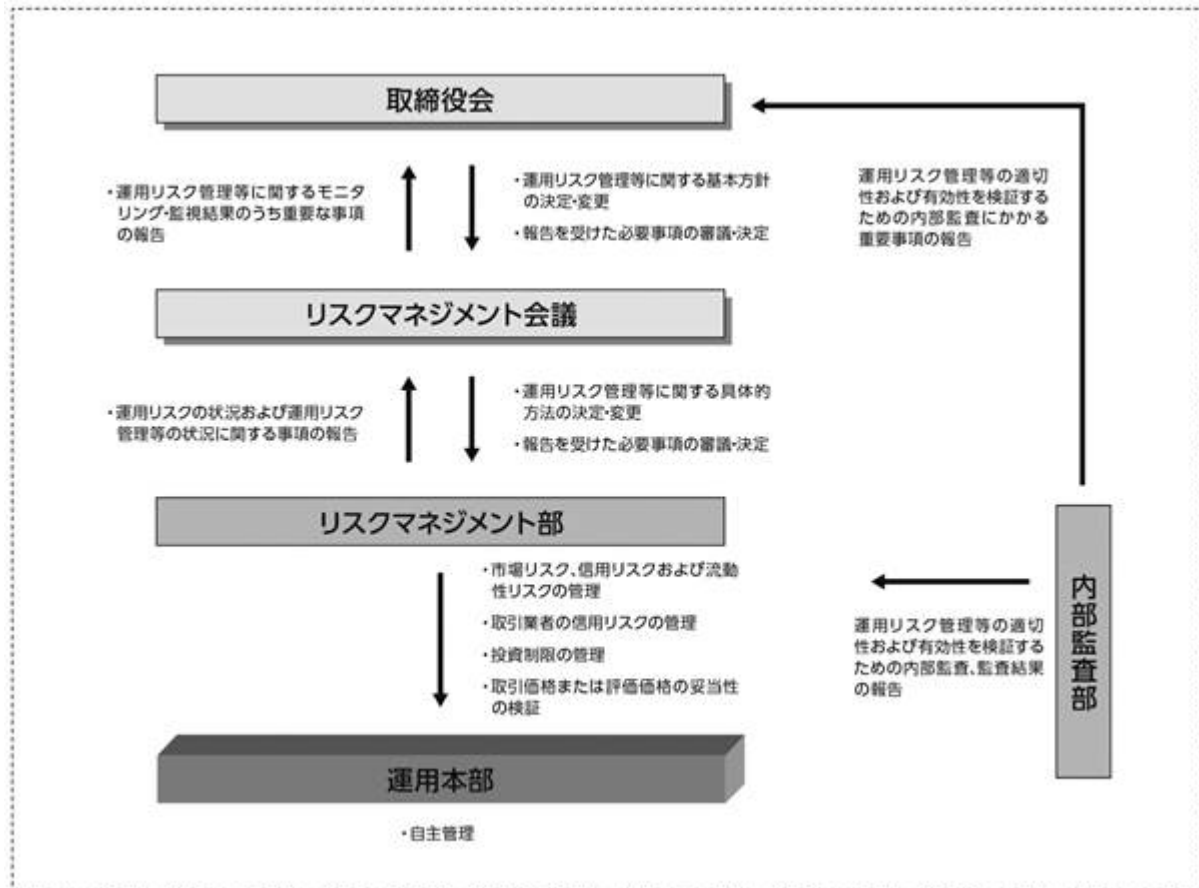 取締役会
・運用リスク管理等に関するモニタ
リング・監視結果のうち重要な事項
の報告
・運用リスク管理等に関する基本方針
の決定・変更
・報告を受けた必要事項の審議・決定
運用リスク管理等の適切
性および有効性を検証する
ための内部監査にかかる
重要事項の報告
リスクマネジメント会議
・運用リスクの状況および運用リスク
管理等の状況に関する事項の報告
・運用リスク管理等に関する具体的
方法の決定・変更
・報告を受けた必要事項の審議・決定
リスクマネジメント部
・市場リスク、信用リスクおよび流動
性リスクの管理
・取引業者の信用リスクの管理
・投資制限の管理
・取引価格または評価価格の妥当性
の検証
運用リスク管理等の適切
性および有効性を検証する
ための内部監査、監査結果
の報告
内部監査部
運用本部
・自主管理